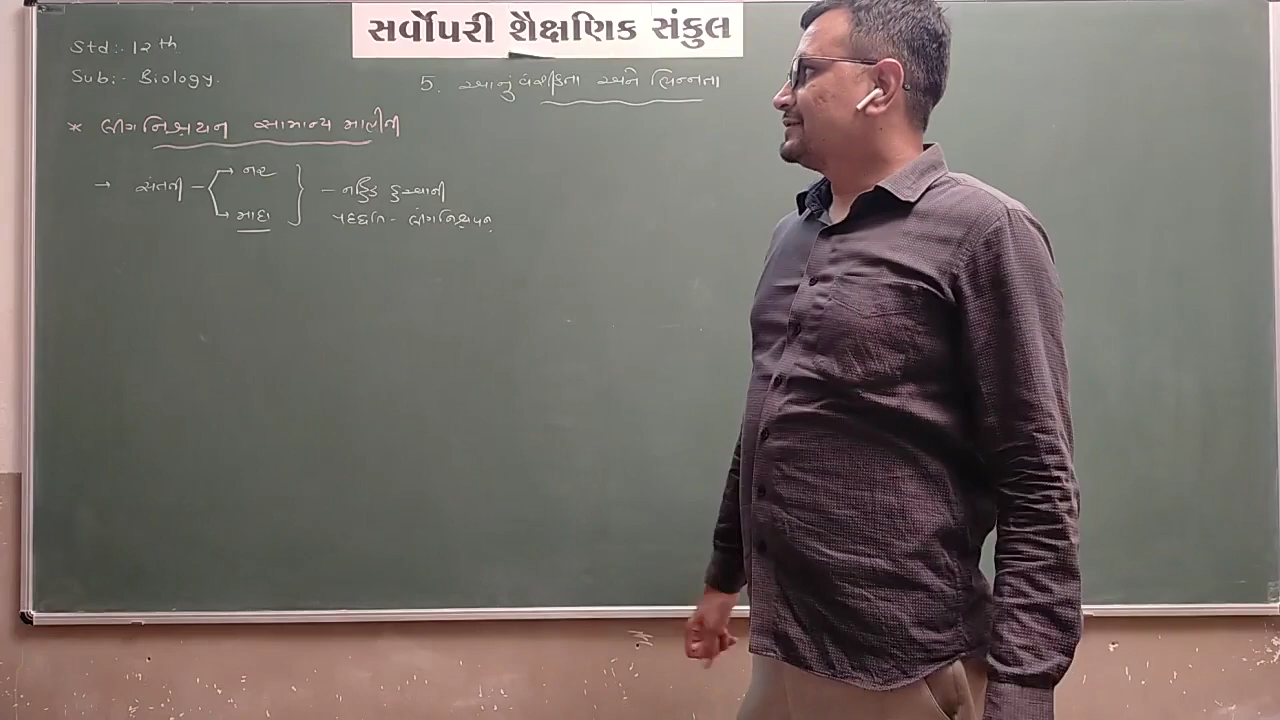 સર્વોપરી શૈક્ષણિક સંકુલ
Std:- 12th
Sub:- Biology.
5. આનુવંશિકતા અને ભિન્નતા
* લીંગનિશ્ચયન સામાન્ય માહીતી
→ સંતતી → નર
→ માદા
- નક્કિ કરવાની
પદ્ધતિ - લીંગનિશ્ચયન